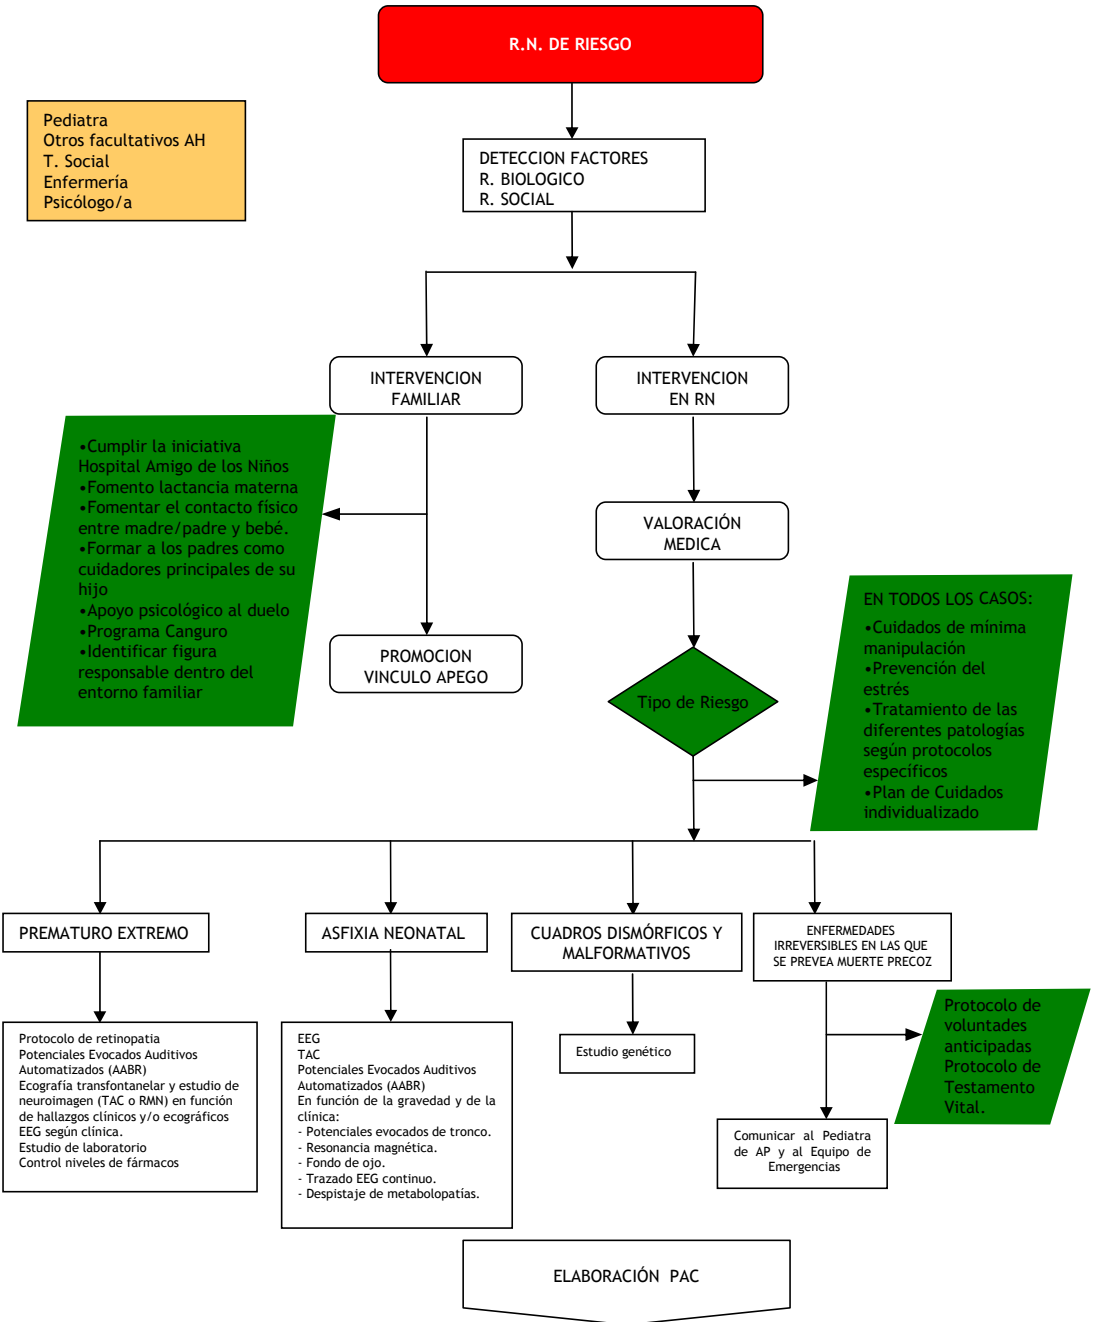 R.N. DE RIESGO
Pediatra
Otros facultativos AH
T. Social
Enfermería
Psicólogo/a
DETECCION FACTORES
R. BIOLOGICO
R. SOCIAL
INTERVENCION
FAMILIAR
INTERVENCION
EN RN
•Cumplir la iniciativa
Hospital Amigo de los Niños
•Fomento lactancia materna
•Fomentar el contacto físico
entre madre/padre y bebé.
•Formar a los padres como
cuidadores principales de su
hijo
•Apoyo psicológico al duelo
•Programa Canguro
•Identificar figura
responsable dentro del
entorno familiar
VALORACIÓN
MEDICA
PROMOCION
VINCULO APEGO
Tipo de Riesgo
EN TODOS LOS CASOS:
•Cuidados de mínima
manipulación
•Prevención del
estrés
•Tratamiento de las
diferentes patologías
según protocolos
específicos
•Plan de Cuidados
individualizado
PREMATURO EXTREMO
ASFIXIA NEONATAL
CUADROS DISMÓRFICOS Y
MALFORMATIVOS
ENFERMEDADES
IRREVERSIBLES EN LAS QUE
SE PREVEA MUERTE PRECOZ
Protocolo de retinopatia
Potenciales Evocados Auditivos
Automatizados (AABR)
Ecografía transfontanelar y estudio de
neuroimagen (TAC o RMN) en función
de hallazgos clínicos y/o ecográficos
EEG según clínica.
Estudio de laboratorio
Control niveles de fármacos
EEG
TAC
Potenciales Evocados Auditivos
Automatizados (AABR)
En función de la gravedad y de la
clínica:
- Potenciales evocados de tronco.
- Resonancia magnética.
- Fondo de ojo.
- Trazado EEG continuo.
- Despistaje de metabolopatías.
Estudio genético
Protocolo de
voluntades
anticipadas
Protocolo de
Testamento
Vital.
Comunicar al Pediatra
de AP y al Equipo de
Emergencias
ELABORACIÓN PAC